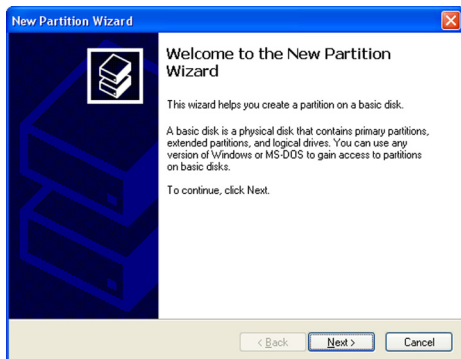 New Partition Wizard
Welcome to the New Partition
Wizard
This wizard helps you create a partition on a basic disk.
A basic disk is a physical disk that contains primary partitions,
extended partitions, and logical drives. You can use any
version of Windows or MS-DOS to gain access to partitions
on basic disks.
To continue, click Next.
< Back
Next >
Cancel